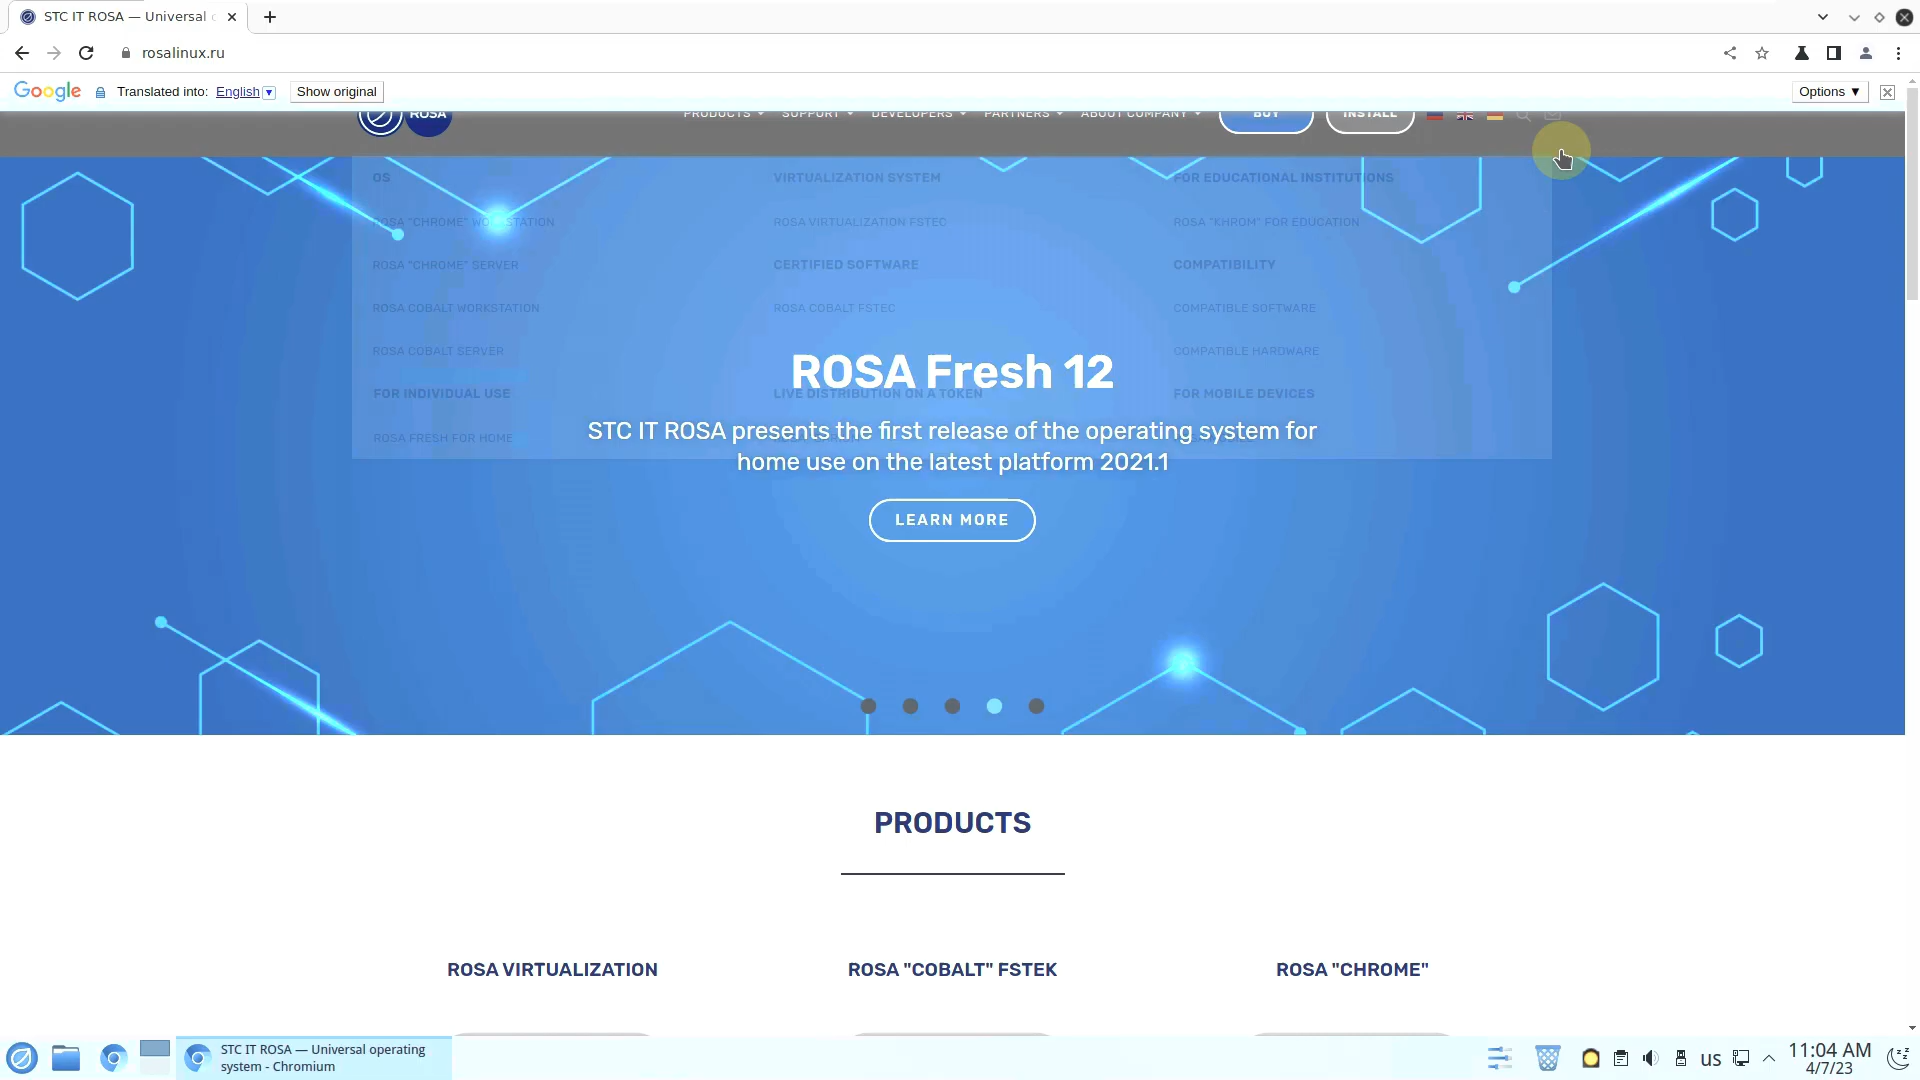 STC IT ROSA — Universal
rosalinux.ru
Google Translated into: English ▼ Show original Options ▼
ROSA PRODUCTS SUPPORT DEVELOPERS PARTNERS ABOUT COMPANY BUY INSTALL
OS VIRTUALIZATION SYSTEM FOR EDUCATIONAL INSTITUTIONS
ROSA "CHROME" WORKSTATION ROSA VIRTUALIZATION FSTEC ROSA "KHROM" FOR EDUCATION
ROSA "CHROME" SERVER CERTIFIED SOFTWARE COMPATIBILITY
ROSA COBALT WORKSTATION ROSA COBALT FSTEC COMPATIBLE SOFTWARE
ROSA COBALT SERVER COMPATIBLE HARDWARE
ROSA Fresh 12
FOR INDIVIDUAL USE LIVE DISTRIBUTION ON A TOKEN FOR MOBILE DEVICES
ROSA FRESH FOR HOME
STC IT ROSA presents the first release of the operating system for
home use on the latest platform 2021.1
LEARN MORE
PRODUCTS
ROSA VIRTUALIZATION ROSA "COBALT" FSTEK ROSA "CHROME"
STC IT ROSA — Universal operating
system - Chromium
us
11:04 AM
4/7/23